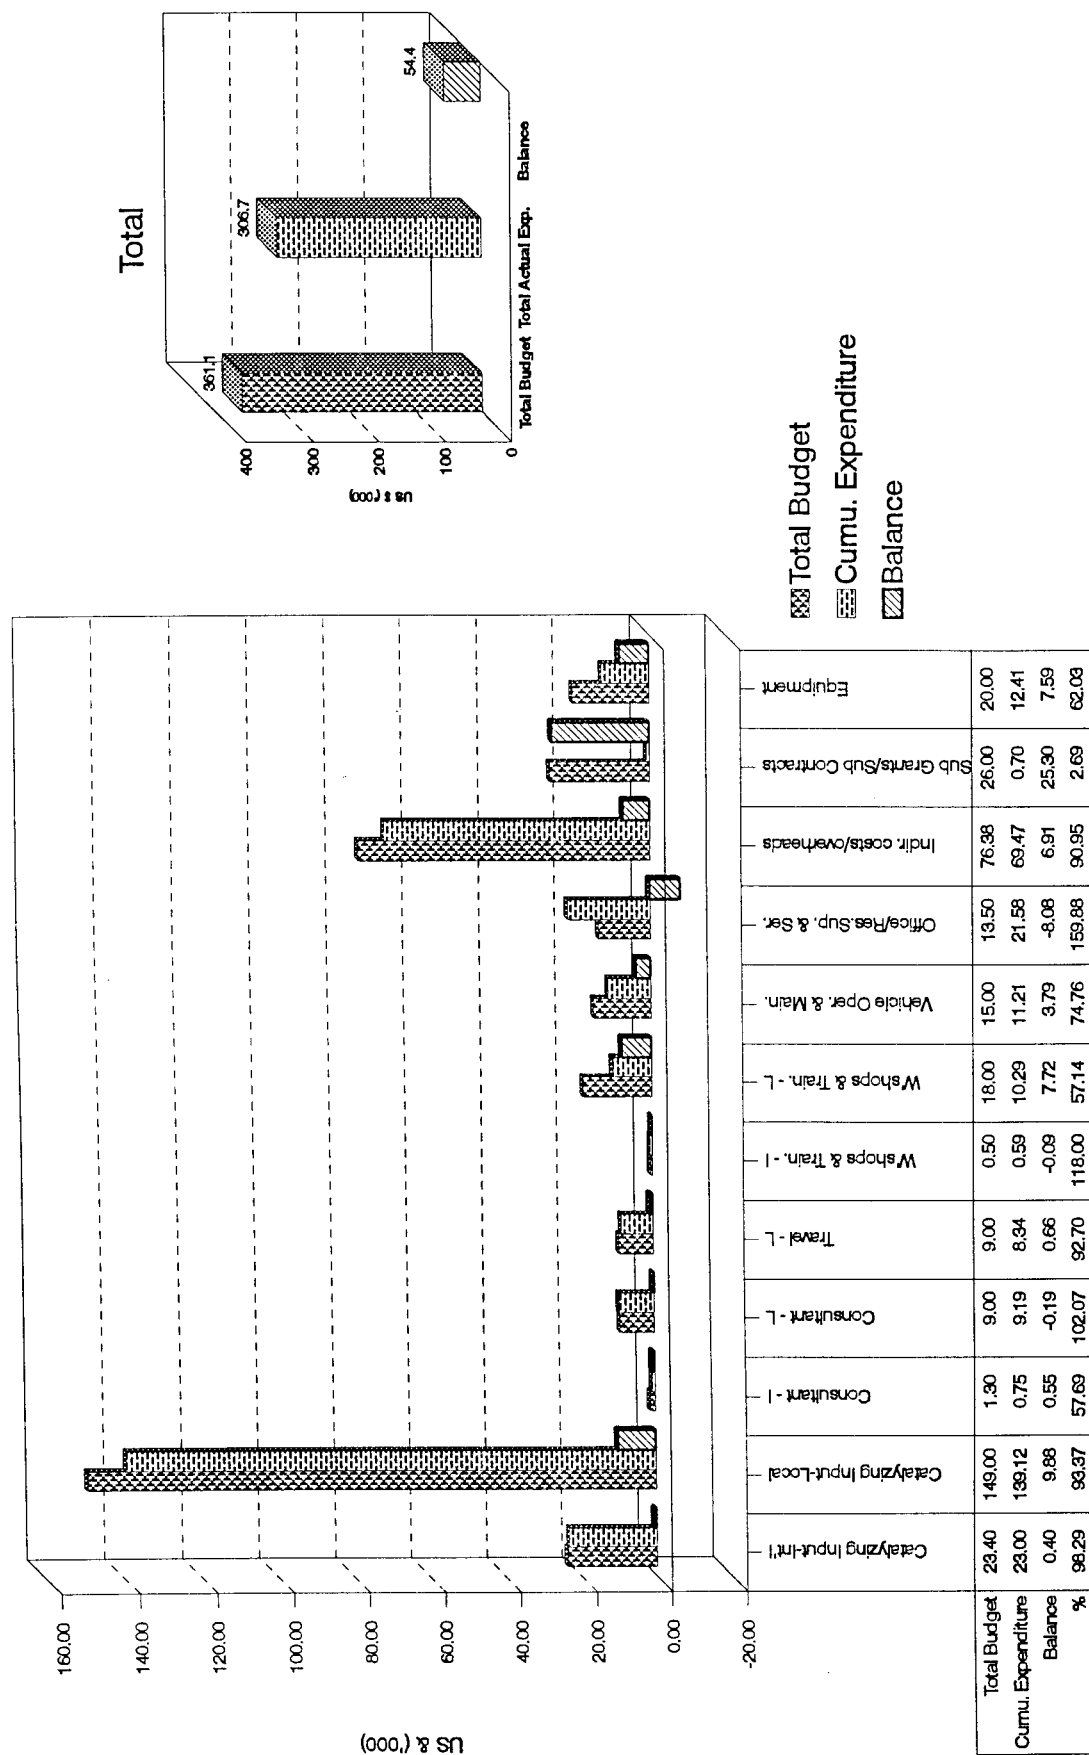 Total
US $ ('000)
400
300
200
100
0
361.1
306.7
54.4
Total Budget Total Actual Exp. Balance
US & ('000)
160.00
140.00
120.00
100.00
80.00
60.00
40.00
20.00
0.00
-20.00
Total Budget
Cumu. Expenditure
Balance
Catalyzing Input-Int'l
Catalyzing Input-Local
Consultant - I
Consultant - L
Travel - L
W'shops & Train. - I
W'shops & Train. - L
Vehicle Oper. & Main.
Office/Res.Sup. & Ser.
Indir. costs/overheads
Sub Grants/Sub Contracts
Equipment
Total Budget 23.40 149.00 1.30 9.00 9.00 0.50 18.00 15.00 13.50 76.38 26.00 20.00
Cumu. Expenditure 23.00 139.12 0.75 9.19 8.34 0.59 10.29 11.21 21.58 69.47 0.70 12.41
Balance 0.40 9.88 0.55 -0.19 0.66 -0.09 7.72 3.79 -8.08 6.91 25.30 7.59
% 98.29 93.37 57.69 102.07 92.70 118.00 57.14 74.76 159.88 90.95 2.69 62.03